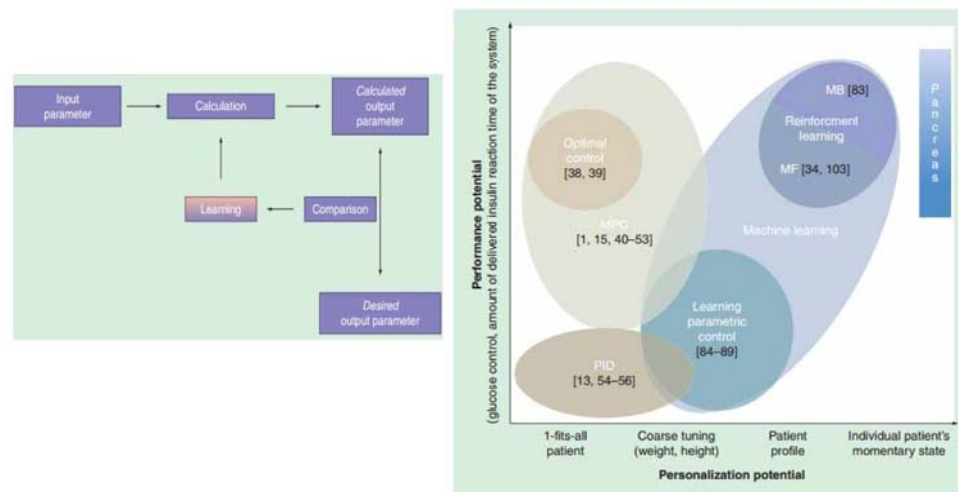 Input
parameter
Calculation
Calculated
output
parameter
Learning
Comparison
Desired
output parameter
Performance potential
(glucose control, amount of delivered insulin reaction time of the system)
Optimal
control
[38, 39]
MPC
[1, 15, 40–53]
PID
[13, 54–56]
Learning
parametric
control
[84–89]
Machine learning
MB [83]
Reinforcment
learning
MF [34, 103]
Pancreas
1-fits-all
patient
Coarse tuning
(weight, height)
Patient
profile
Individual patient's
momentary state
Personalization potential